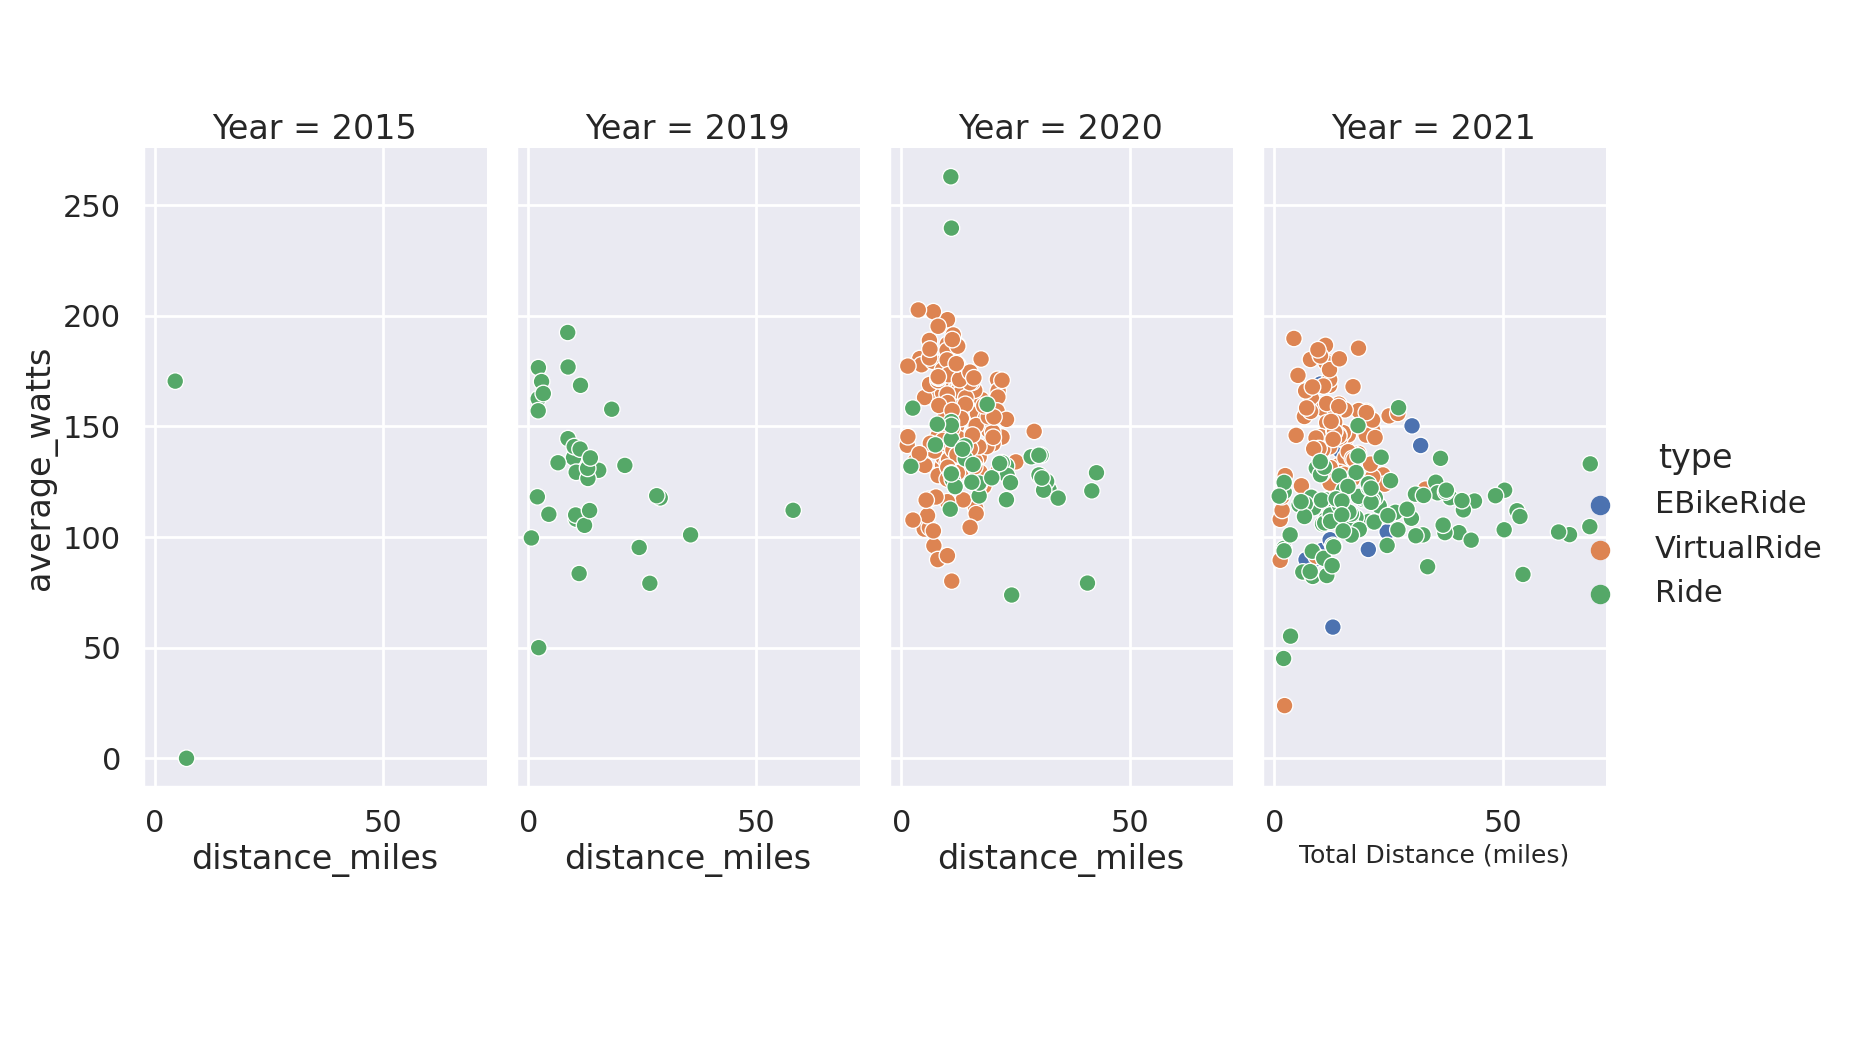 Year = 2015
Year = 2019
Year = 2020
Year = 2021
average_watts
250
200
150
100
50
0
0 50
0 50
0 50
0 50
distance_miles
distance_miles
distance_miles
Total Distance (miles)
type
EBikeRide
VirtualRide
Ride